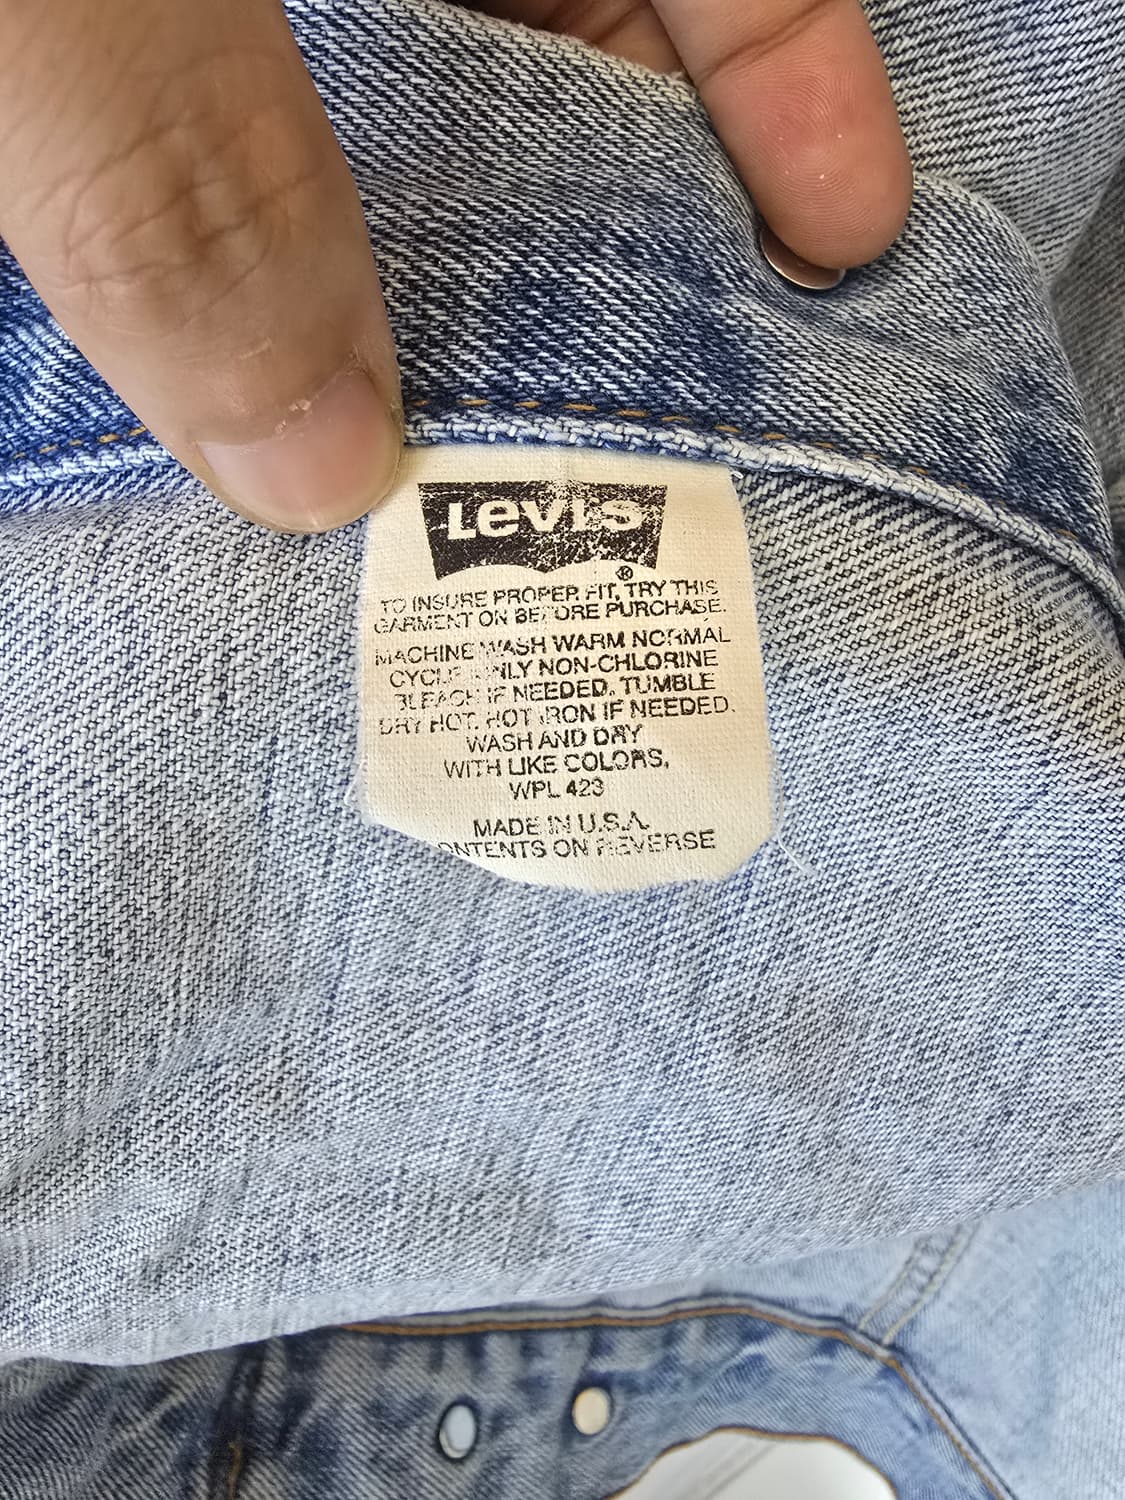 Levi's
®
TO INSURE PROPER FIT, TRY THIS
GARMENT ON BEFORE PURCHASE.
MACHINE WASH WARM NORMAL
CYCLE ONLY NON-CHLORINE
BLEACH IF NEEDED. TUMBLE
DRY HOT. HOT IRON IF NEEDED.
WASH AND DRY
WITH LIKE COLORS.
WPL 423
MADE IN U.S.A.
ONTENTS ON REVERSE